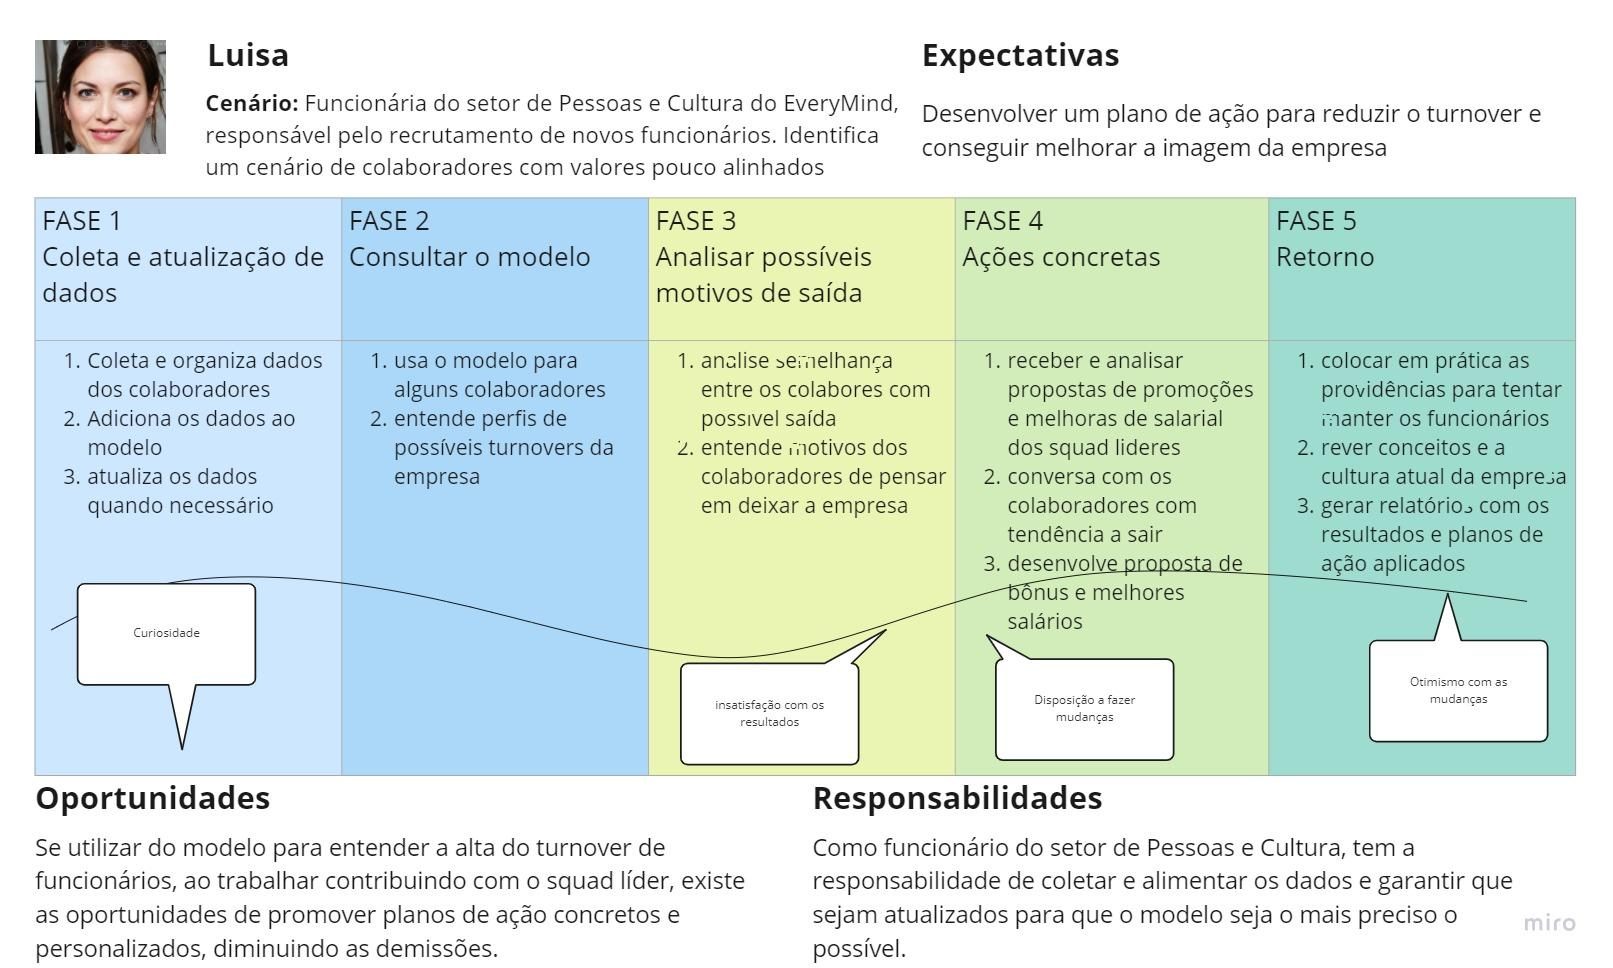 Luisa
Cenário: Funcionária do setor de Pessoas e Cultura do EveryMind,
responsável pelo recrutamento de novos funcionários. Identifica
um cenário de colaboradores com valores pouco alinhados
Expectativas
Desenvolver um plano de ação para reduzir o turnover e
conseguir melhorar a imagem da empresa
FASE 1
Coleta e atualização de
dados
1. Coleta e organiza dados
dos colaboradores
2. Adiciona os dados ao
modelo
3. atualiza os dados
quando necessário
Curiosidade
FASE 2
Consultar o modelo
1. usa o modelo para
alguns colaboradores
2. entende perfis de
possíveis turnovers da
empresa
FASE 3
Analisar possíveis
motivos de saída
1. analise semelhança
entre os colabores com
possivel saída
2. entende motivos dos
colaboradores de pensar
em deixar a empresa
insatisfação com os
resultados
FASE 4
Ações concretas
1. receber e analisar
propostas de promoções
e melhoras de salarial
dos squad lideres
2. conversa com os
colaboradores com
tendência a sair
3. desenvolve proposta de
bônus e melhores
salários
Disposição a fazer
mudanças
FASE 5
Retorno
1. colocar em prática as
providências para tentar
manter os funcionários
2. rever conceitos e a
cultura atual da empresa
3. gerar relatórios com os
resultados e planos de
ação aplicados
Otimismo com as
mudanças
Oportunidades
Se utilizar do modelo para entender a alta do turnover de
funcionários, ao trabalhar contribuindo com o squad líder, existe
as oportunidades de promover planos de ação concretos e
personalizados, diminuindo as demissões.
Responsabilidades
Como funcionário do setor de Pessoas e Cultura, tem a
responsabilidade de coletar e alimentar os dados e garantir que
sejam atualizados para que o modelo seja o mais preciso o
possível.
miro